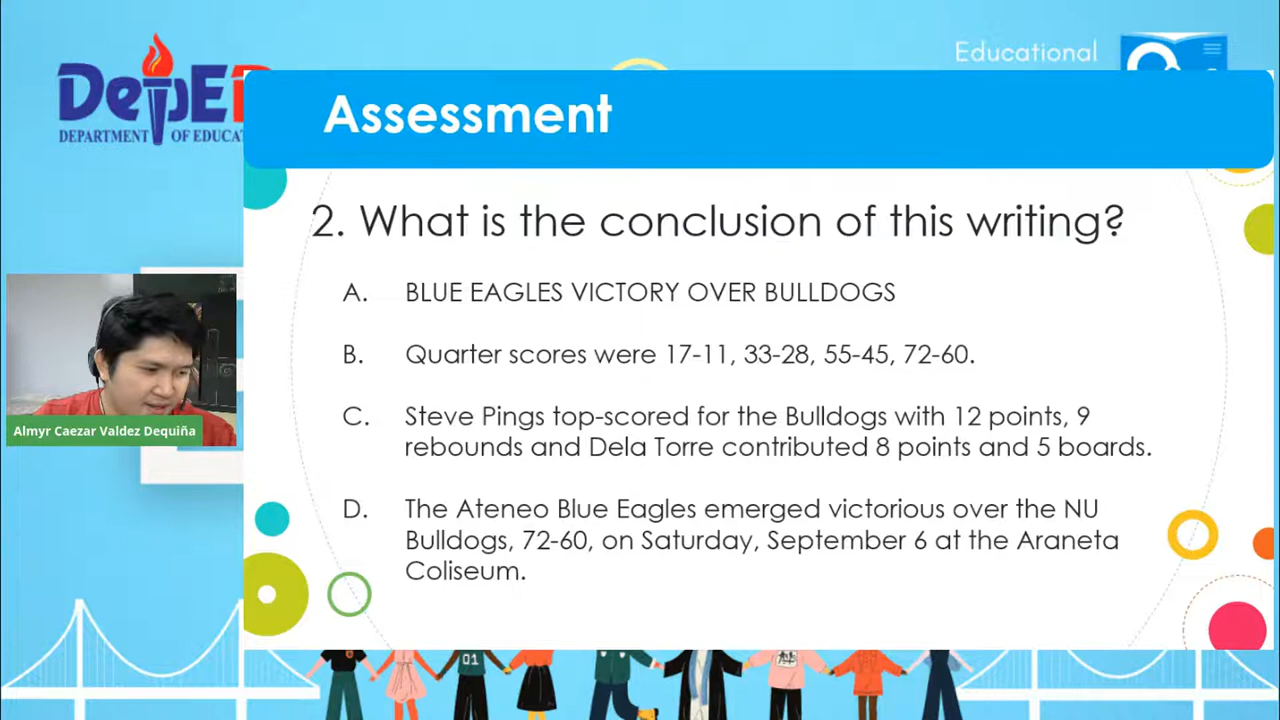 Educational
DepED
DEPARTMENT OF EDUCAT
Assessment
2. What is the conclusion of this writing?
A. BLUE EAGLES VICTORY OVER BULLDOGS
B. Quarter scores were 17-11, 33-28, 55-45, 72-60.
C. Steve Pings top-scored for the Bulldogs with 12 points, 9
rebounds and Dela Torre contributed 8 points and 5 boards.
D. The Ateneo Blue Eagles emerged victorious over the NU
Bulldogs, 72-60, on Saturday, September 6 at the Araneta
Coliseum.
Almyr Caezar Valdez Dequiña
01